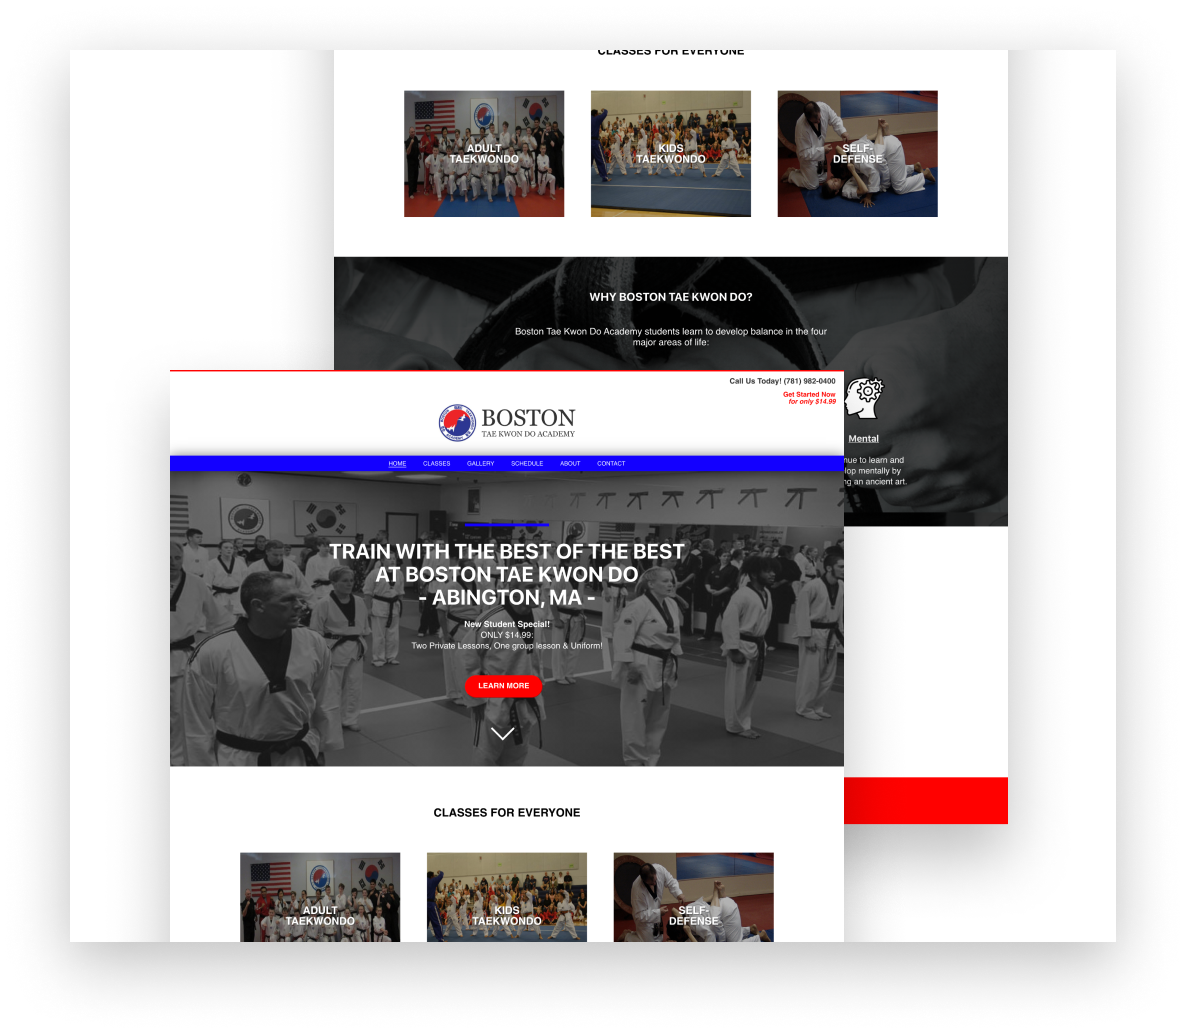 CLASSES FOR EVERYONE
ADULT
TAEKWONDO
KIDS
TAEKWONDO
SELF-
DEFENSE
WHY BOSTON TAE KWON DO?
Boston Tae Kwon Do Academy students learn to develop balance in the four
major areas of life:
Mental
nue to learn and
lop mentally by
ng an ancient art.
Call Us Today! (781) 982-0400
Get Started Now
for only $14.99
BOSTON
TAE KWON DO ACADEMY
HOME CLASSES GALLERY SCHEDULE ABOUT CONTACT
TRAIN WITH THE BEST OF THE BEST
AT BOSTON TAE KWON DO
- ABINGTON, MA -
New Student Special!
ONLY $14.99:
Two Private Lessons, One group lesson & Uniform!
LEARN MORE
CLASSES FOR EVERYONE
ADULT
TAEKWONDO
KIDS
TAEKWONDO
SELF-
DEFENSE